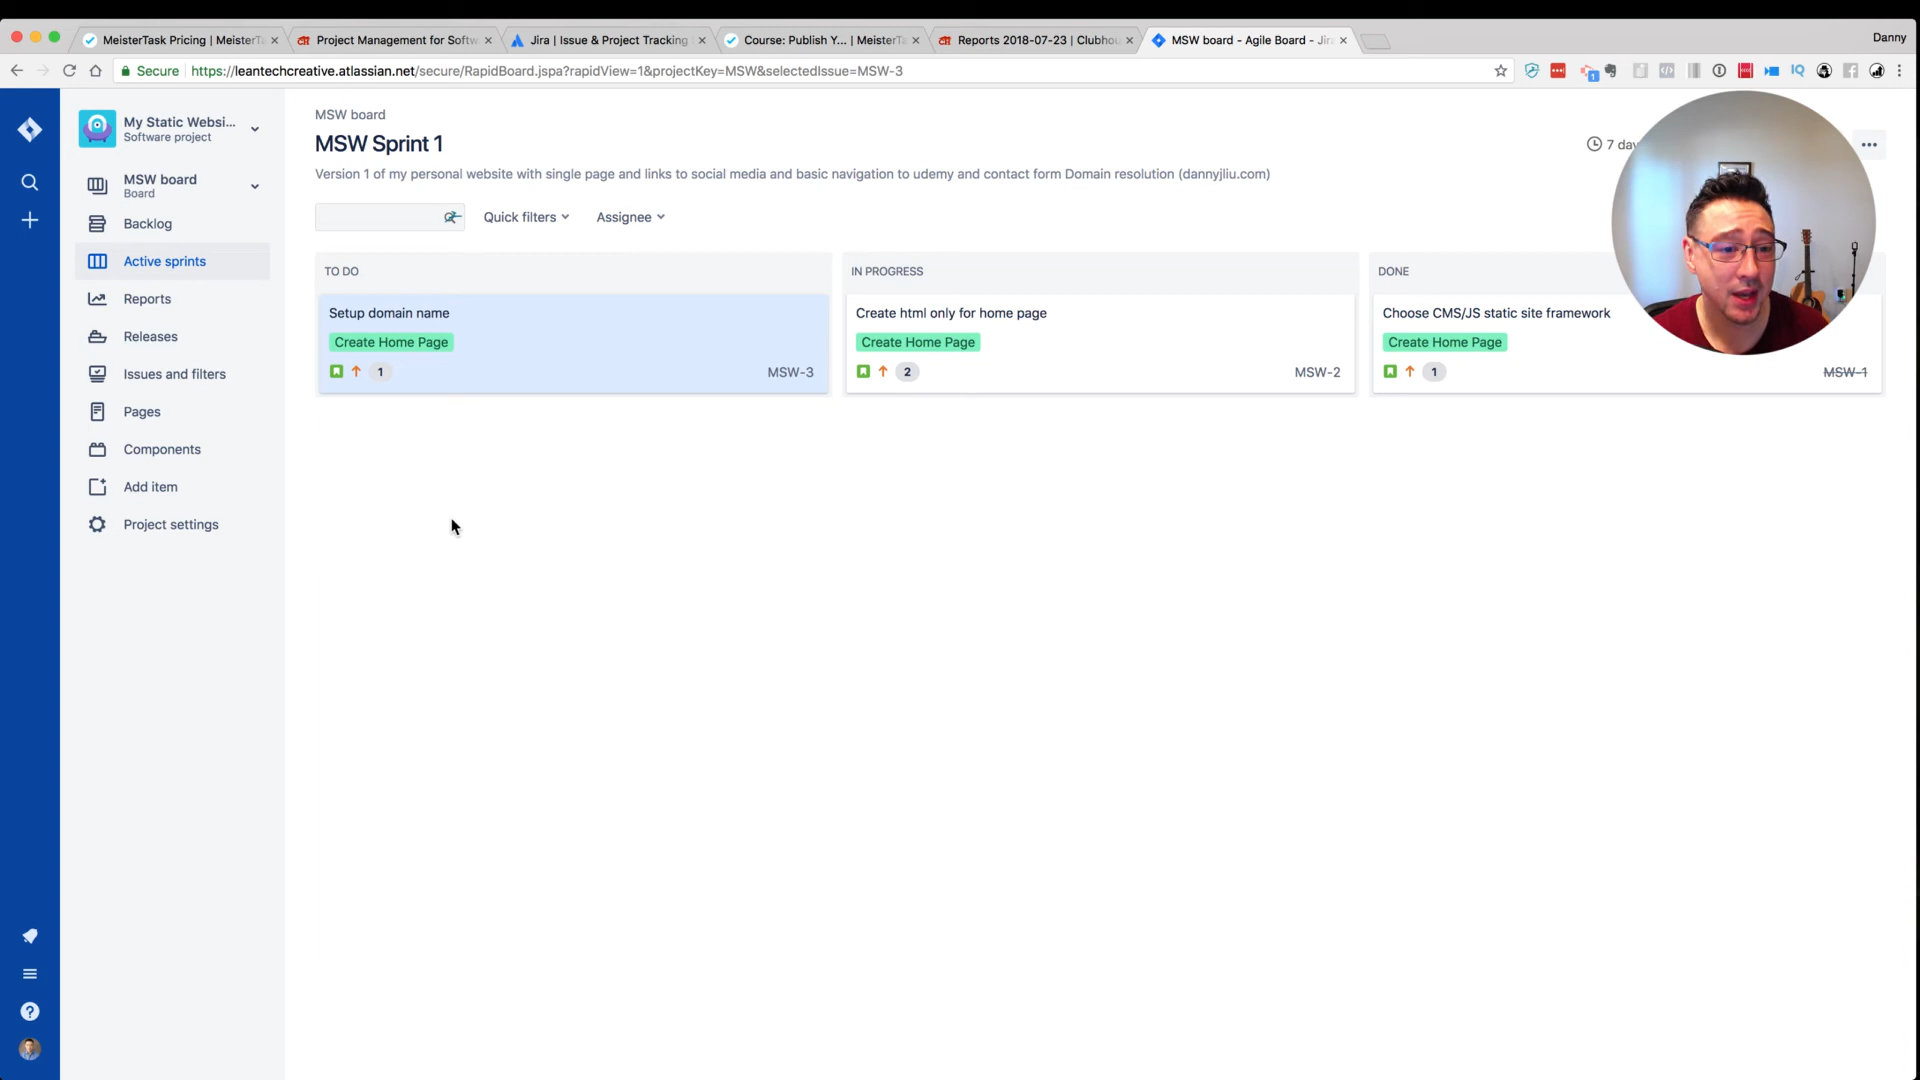 MeisterTask Pricing | MeisterTa
Project Management for Softw
Jira | Issue & Project Tracking
Course: Publish Y... | MeisterTa
Reports 2018-07-23 | Clubhou
MSW board - Agile Board - Jira
Danny
Secure
https://leantechcreative.atlassian.net/secure/RapidBoard.jspa?rapidView=1&projectKey=MSW&selectedIssue=MSW-3
1
IQ
My Static Websi...
Software project
MSW board
Board
Backlog
Active sprints
Reports
Releases
Issues and filters
Pages
Components
Add item
Project settings
MSW board
MSW Sprint 1
7 day
Version 1 of my personal website with single page and links to social media and basic navigation to udemy and contact form Domain resolution (dannyjliu.com)
Quick filters
Assignee
TO DO
Setup domain name
Create Home Page
1
MSW-3
IN PROGRESS
Create html only for home page
Create Home Page
2
MSW-2
DONE
Choose CMS/JS static site framework
Create Home Page
1
MSW-1